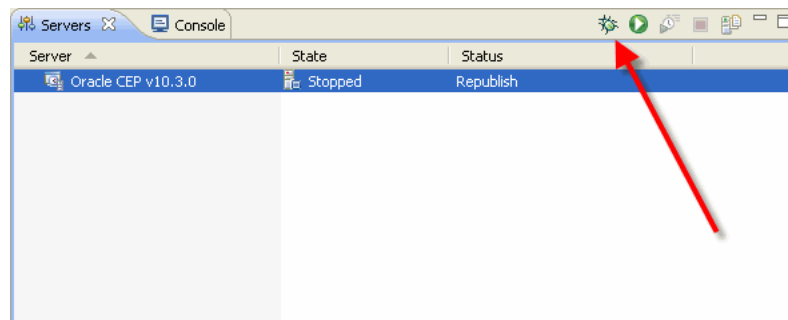 Servers Console
Server State Status
Oracle CEP v10.3.0 Stopped Republish